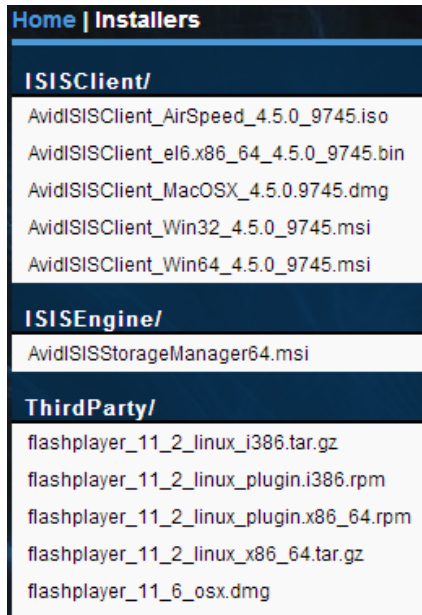 Home | Installers
ISISClient/
AvidISISClient_AirSpeed_4.5.0_9745.iso
AvidISISClient_el6.x86_64_4.5.0_9745.bin
AvidISISClient_MacOSX_4.5.0.9745.dmg
AvidISISClient_Win32_4.5.0_9745.msi
AvidISISClient_Win64_4.5.0_9745.msi
ISISEngine/
AvidISISStorageManager64.msi
ThirdParty/
flashplayer_11_2_linux_i386.tar.gz
flashplayer_11_2_linux_plugin.i386.rpm
flashplayer_11_2_linux_plugin.x86_64.rpm
flashplayer_11_2_linux_x86_64.tar.gz
flashplayer_11_6_osx.dmg